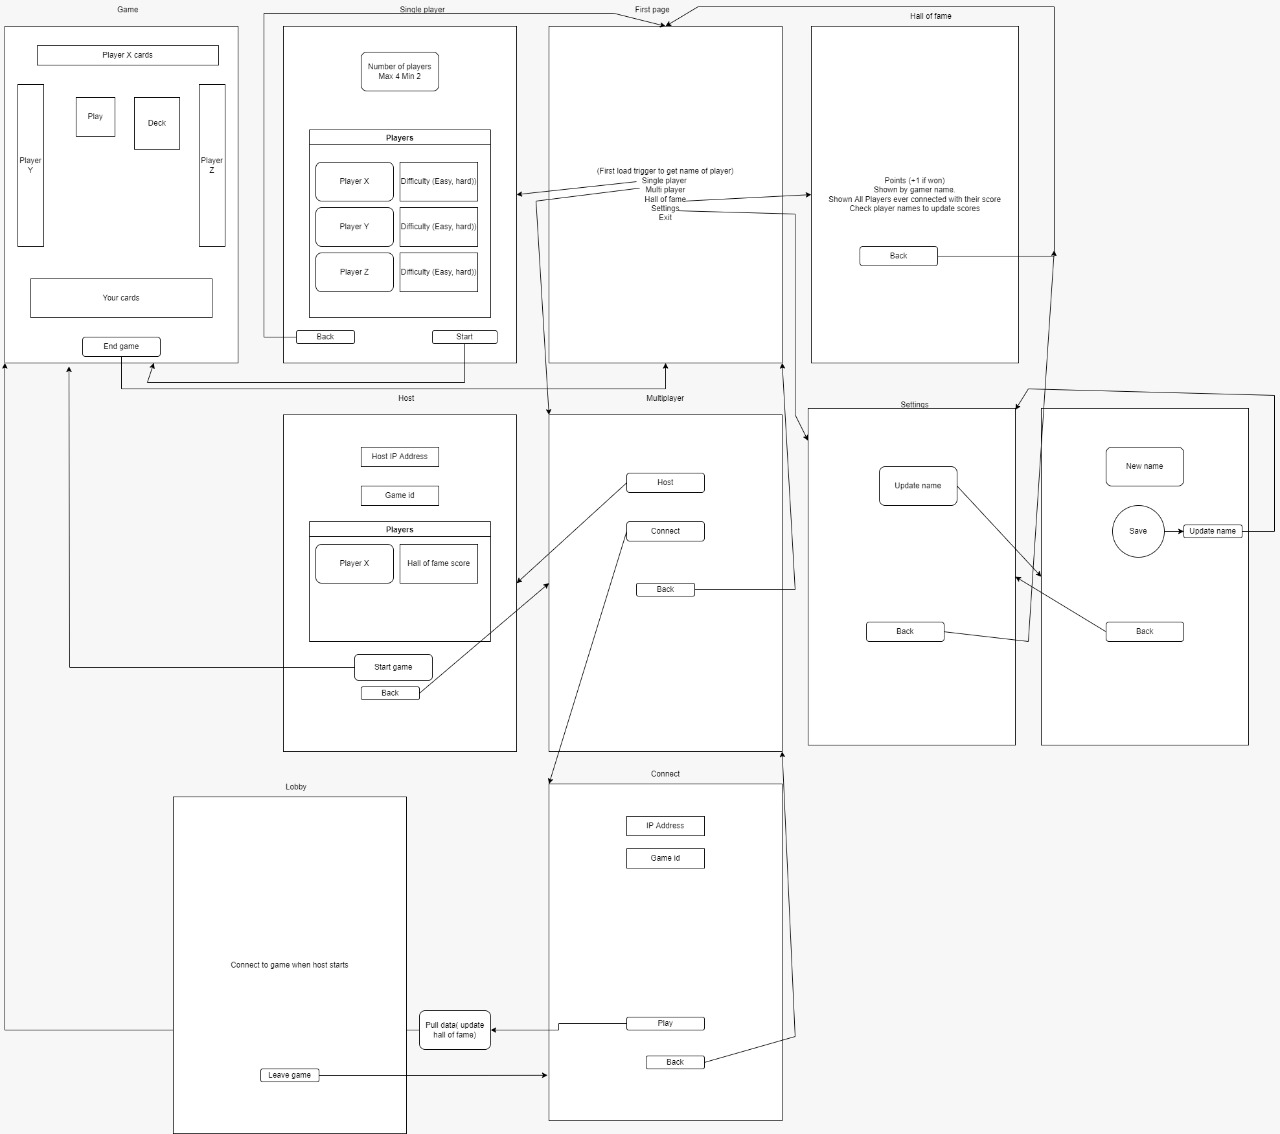 Game
Player X cards
Player
Y
Play
Deck
Player
Z
Your cards
End game
Single player
Number of players
Max 4 Min 2
Players
Player X
Difficulty (Easy, hard))
Player Y
Difficulty (Easy, hard))
Player Z
Difficulty (Easy, hard))
Back
Start
First page
(First load trigger to get name of player)
Single player
Multi player
Hall of fame
Settings
Exit
Hall of fame
Points (+1 if won)
Shown by gamer name.
Shown All Players ever connected with their score
Check player names to update scores
Back
Host
Host IP Address
Game id
Players
Player X
Hall of fame score
Start game
Back
Multiplayer
Host
Connect
Back
Settings
Update name
Back
New name
Save
Update name
Back
Lobby
Connect to game when host starts
Leave game
Pull data( update
hall of fame)
Connect
IP Address
Game id
Play
Back